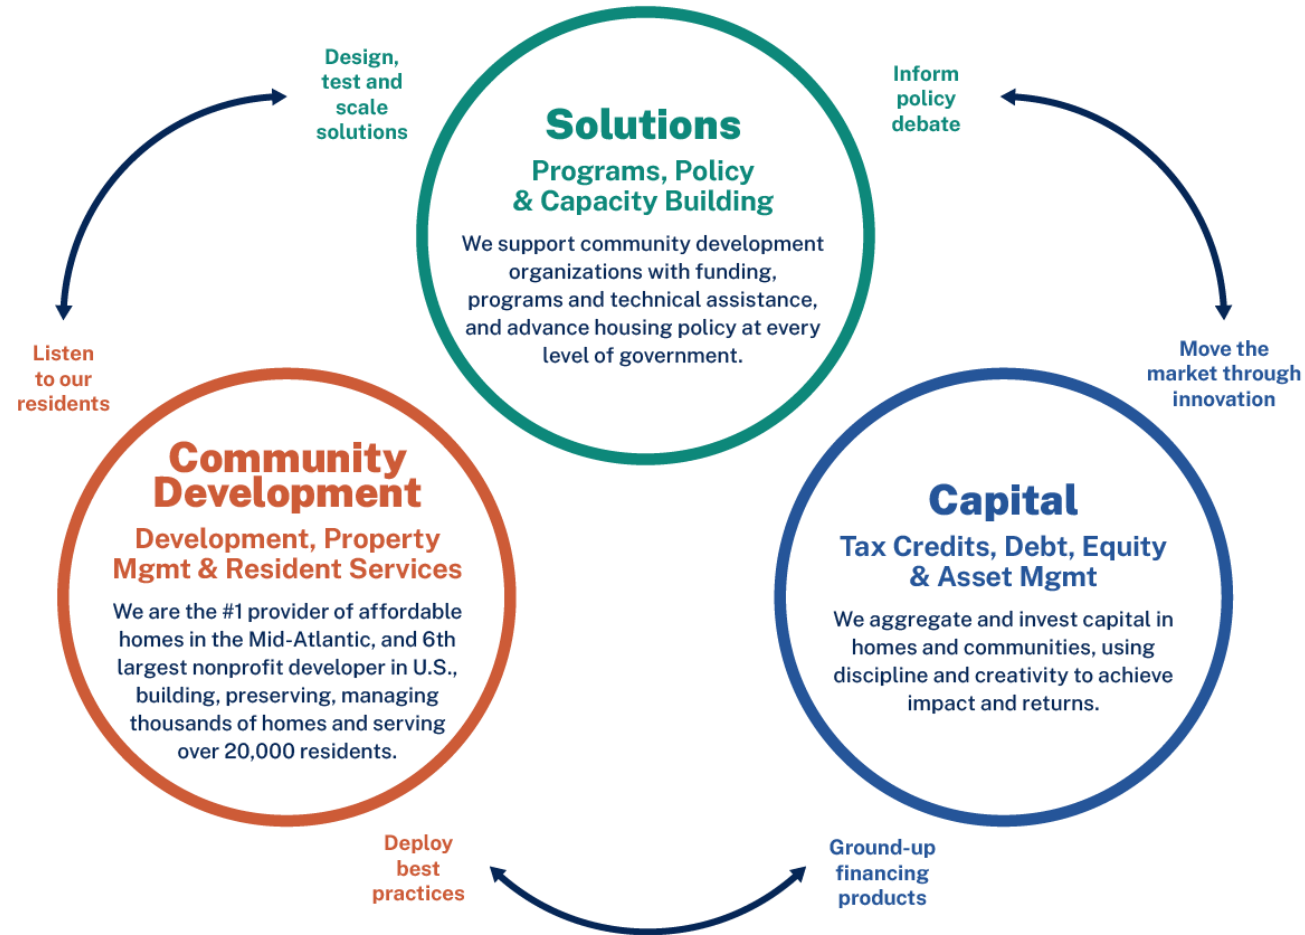 Design,
test and
scale
solutions
Inform
policy
debate
Solutions
Programs, Policy
& Capacity Building
We support community development
organizations with funding,
programs and technical assistance,
and advance housing policy at every
level of government.
Listen
to our
residents
Move the
market through
innovation
Community
Development
Development, Property
Mgmt & Resident Services
We are the #1 provider of affordable
homes in the Mid-Atlantic, and 6th
largest nonprofit developer in U.S.,
building, preserving, managing
thousands of homes and serving
over 20,000 residents.
Capital
Tax Credits, Debt, Equity
& Asset Mgmt
We aggregate and invest capital in
homes and communities, using
discipline and creativity to achieve
impact and returns.
Deploy
best
practices
Ground-up
financing
products